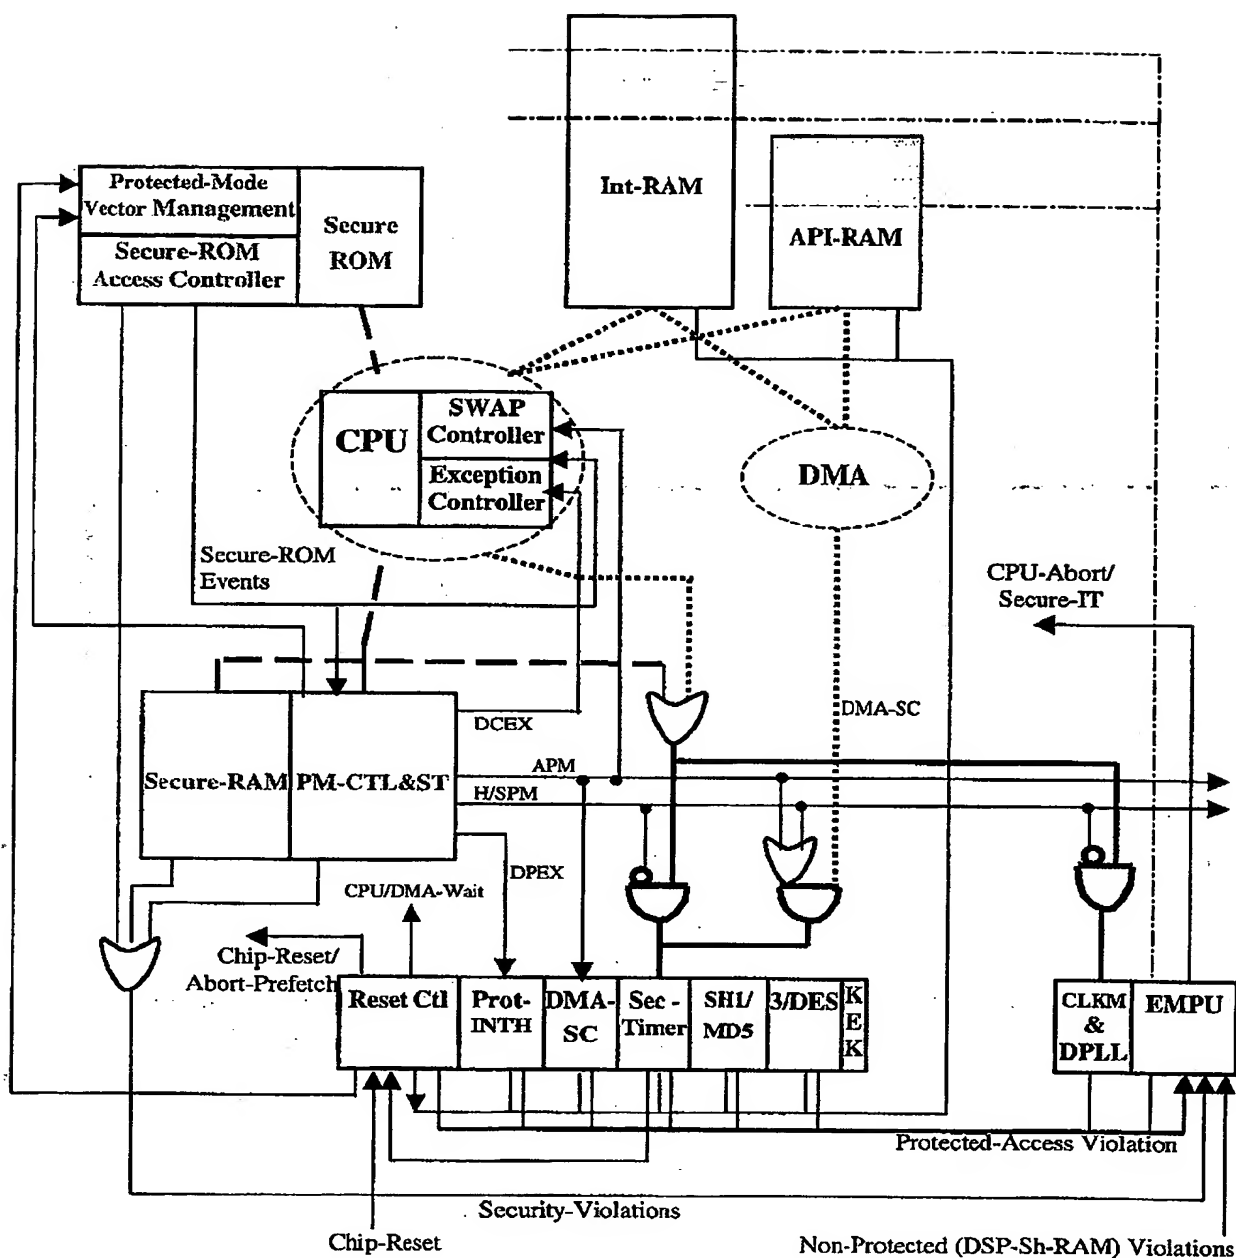 Int-RAM
API-RAM
Protected-Mode
Vector Management
Secure-ROM
Access Controller
Secure
ROM
CPU
SWAP
Controller
Exception
Controller
DMA
Secure-ROM
Events
CPU-Abort/
Secure-IT
DMA-SC
Secure-RAM
PM-CTL&ST
DCEX
APM
H/SPM
DPEX
CPU/DMA-Wait
Chip-Reset/
Abort-Prefetch
Reset Ctl
Prot-
INTH
DMA-
SC
Sec -
Timer
SH1/
MD5
3/DES
K
E
K
CLKM
&
DPLL
EMPU
Protected-Access Violation
Security-Violations
Chip-Reset
Non-Protected (DSP-Sh-RAM) Violations